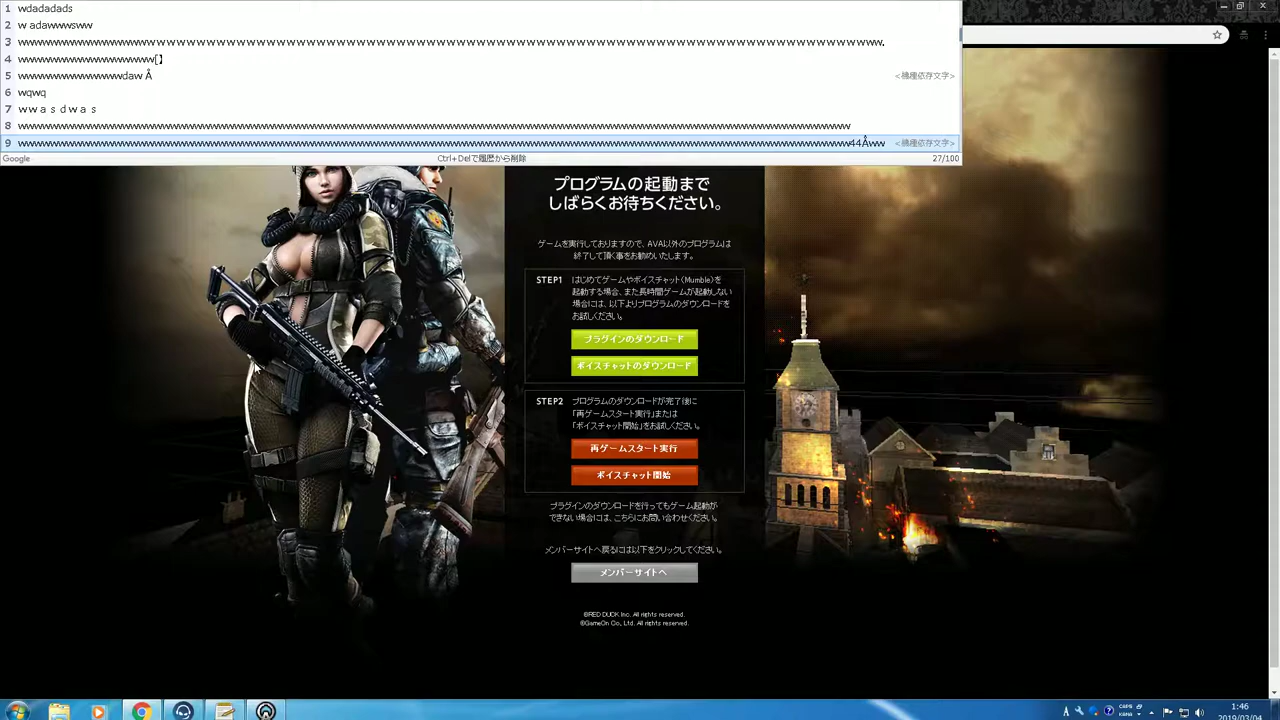 1 wdadadads
2 w adawwwsww
4 wwwwwwwwwwwwwwwwwww[]
5 wwwwwwwwwwwwwwwdaw Å <機種依存文字>
6 wqwq
7 w w a s d w a s
<機種依存文字>
Google Ctrl+Delで履歴から削除 27/100
プログラムの起動まで
しばらくお待ちください。
ゲームを実行しておりますので、AVA以外のプログラムは
終了して頂く事をお勧めいたします。
STEP1 はじめてゲームやボイスチャット(Mumble)を
起動する場合、また長時間ゲームが起動しない
場合には、以下よりプログラムのダウンロードを
お試しください。
プラグインのダウンロード
ボイスチャットのダウンロード
STEP2 プログラムのダウンロードが完了後に
「再ゲームスタート実行」または
「ボイスチャット開始」をお試しください。
再ゲームスタート実行
ボイスチャット開始
プラグインのダウンロードを行ってもゲーム起動が
できない場合には、こちらにお問い合わせください。
メンバーサイトへ戻るには以下をクリックしてください。
メンバーサイトへ
©RED DUCK Inc. All rights reserved.
©GameOn Co., Ltd. All rights reserved.
A CAPS KANA 1:46
2019/03/04